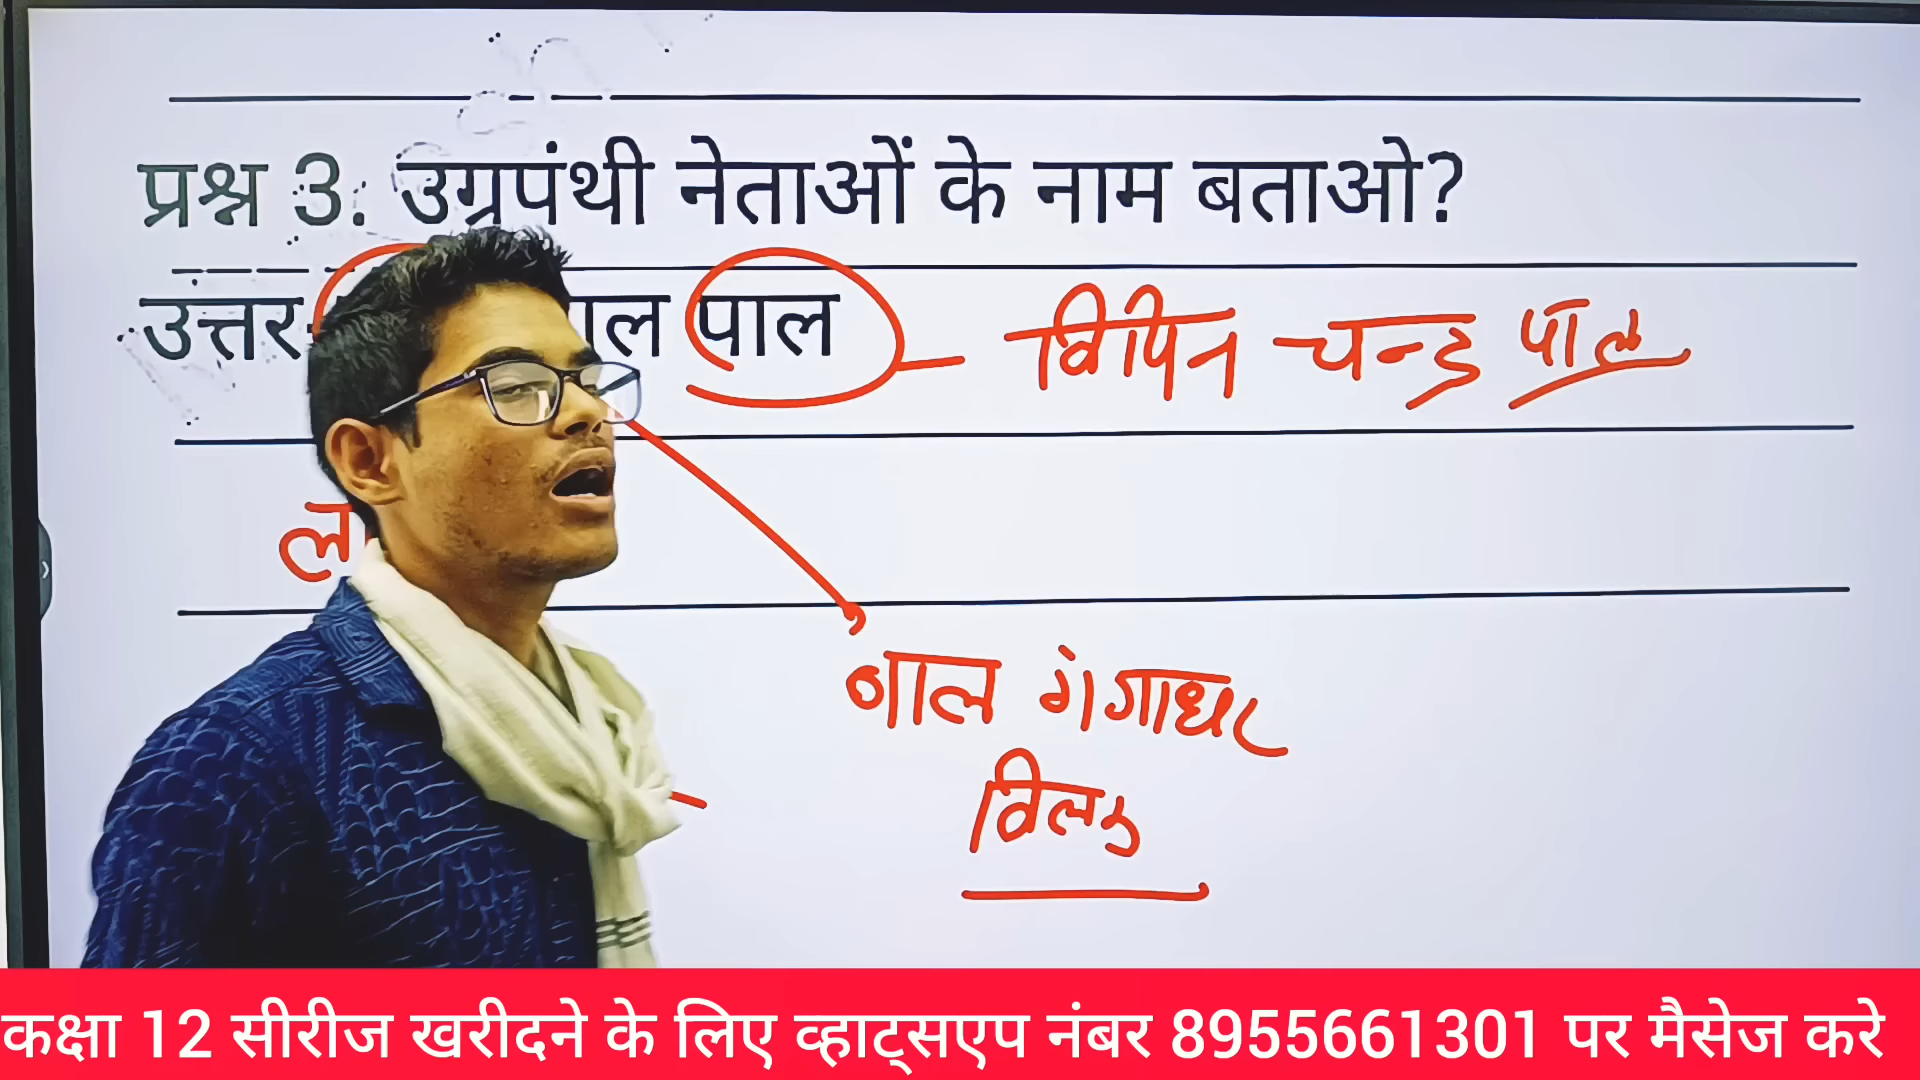 प्रश्न 3. उग्रपंथी नेताओं के नाम बताओ?
उत्तर पाल - विपिन चन्द्र पाल
बाल गंगाधर
तिलक
कक्षा 12 सीरीज खरीदने के लिए व्हाट्सएप नंबर 8955661301 पर मैसेज करे